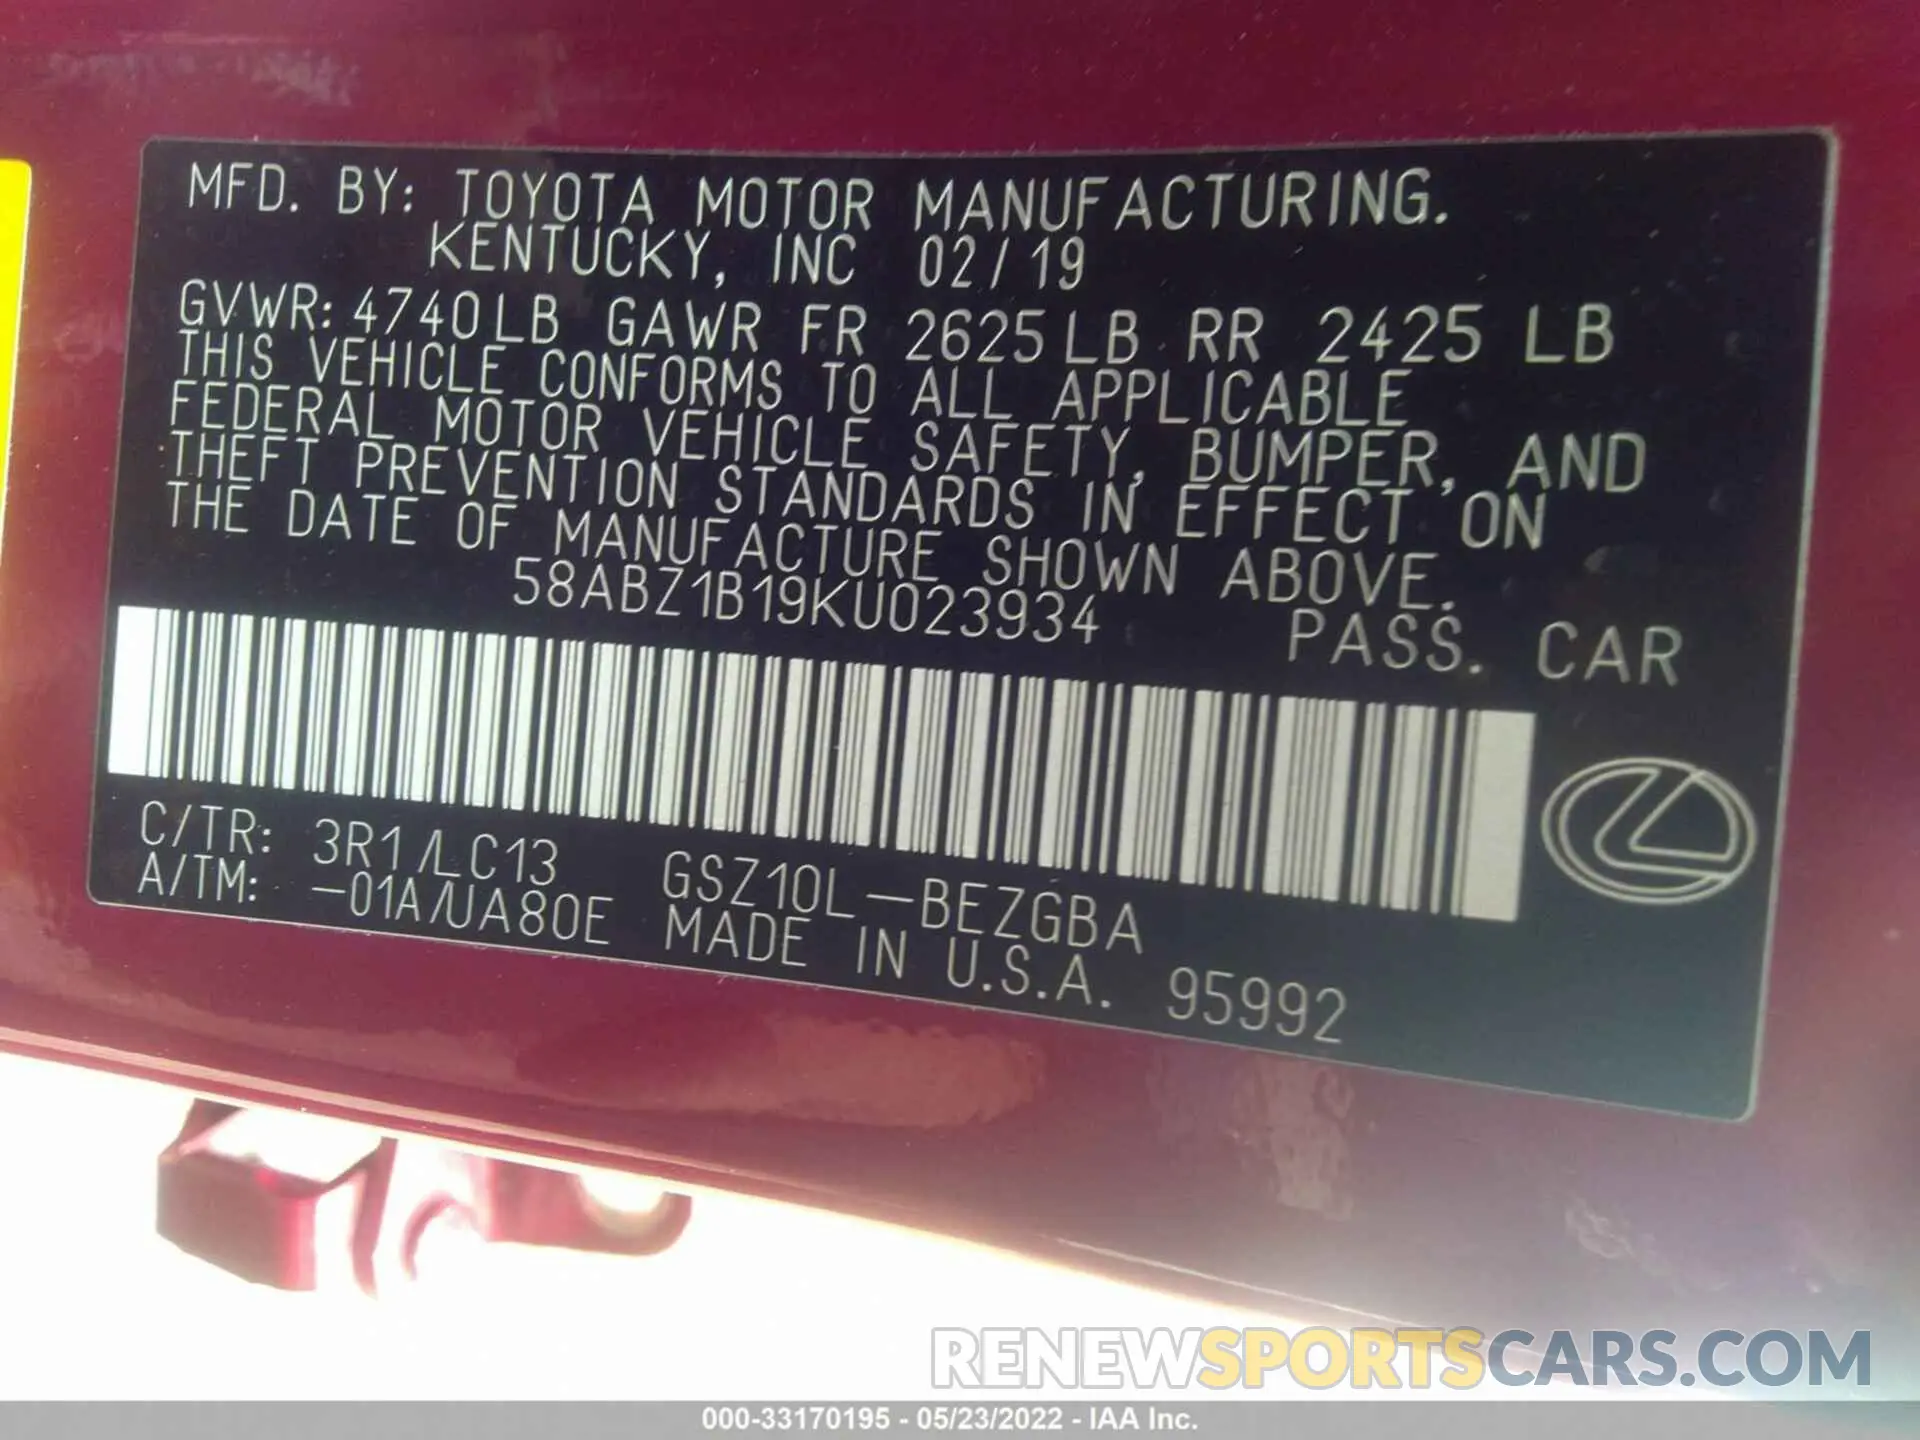 MFD. BY: TOYOTA MOTOR MANUFACTURING.
KENTUCKY, INC 02/19
GVWR: 4740LB GAWR FR 2625LB RR 2425 LB
THIS VEHICLE CONFORMS TO ALL APPLICABLE
FEDERAL MOTOR VEHICLE SAFETY, BUMPER, AND
THEFT PREVENTION STANDARDS IN EFFECT ON
THE DATE OF MANUFACTURE SHOWN ABOVE.
58ABZ1B19KU023934 PASS. CAR
C/TR: 3R1/LC13 GSZ10L-BEZGBA
A/TM: -01A/UA80E MADE IN U.S.A. 95992
RENEWSPORTSCARS.COM
000-33170195 - 05/23/2022 - IAA Inc.